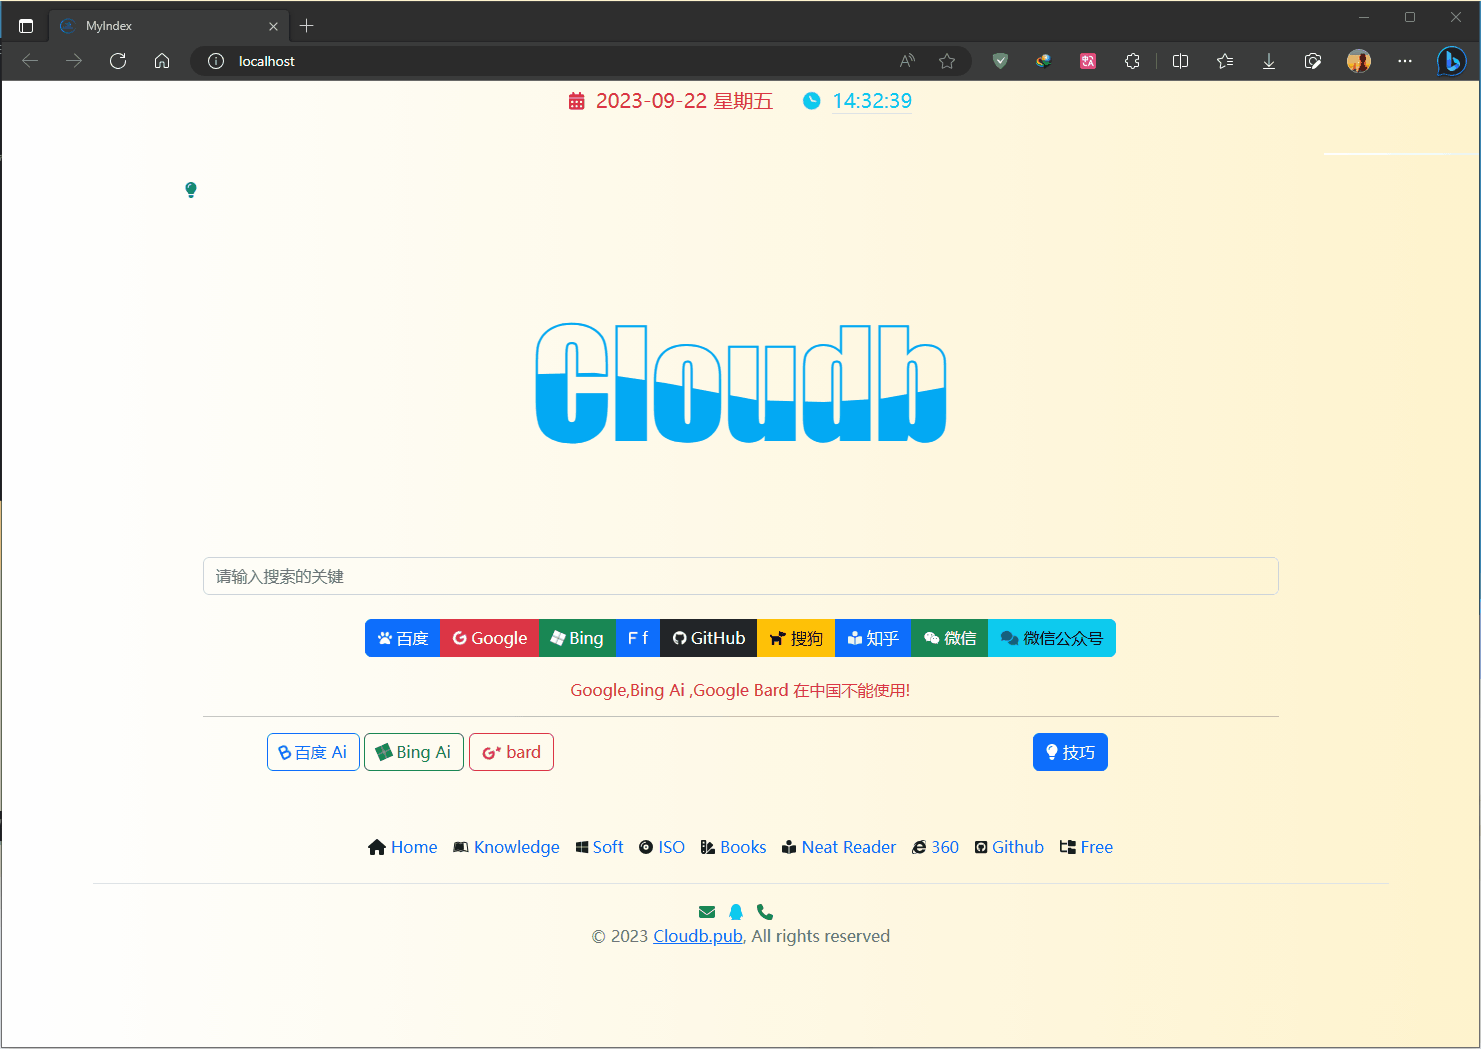 MyIndex
localhost
2023-09-22 星期五 14:32:39
Cloudb
请输入搜索的关键
百度 Google Bing F f GitHub 搜狗 知乎 微信 微信公众号
Google,Bing Ai ,Google Bard 在中国不能使用!
百度 Ai Bing Ai bard 技巧
Home Knowledge Soft ISO Books Neat Reader 360 Github Free
© 2023 Cloudb.pub, All rights reserved